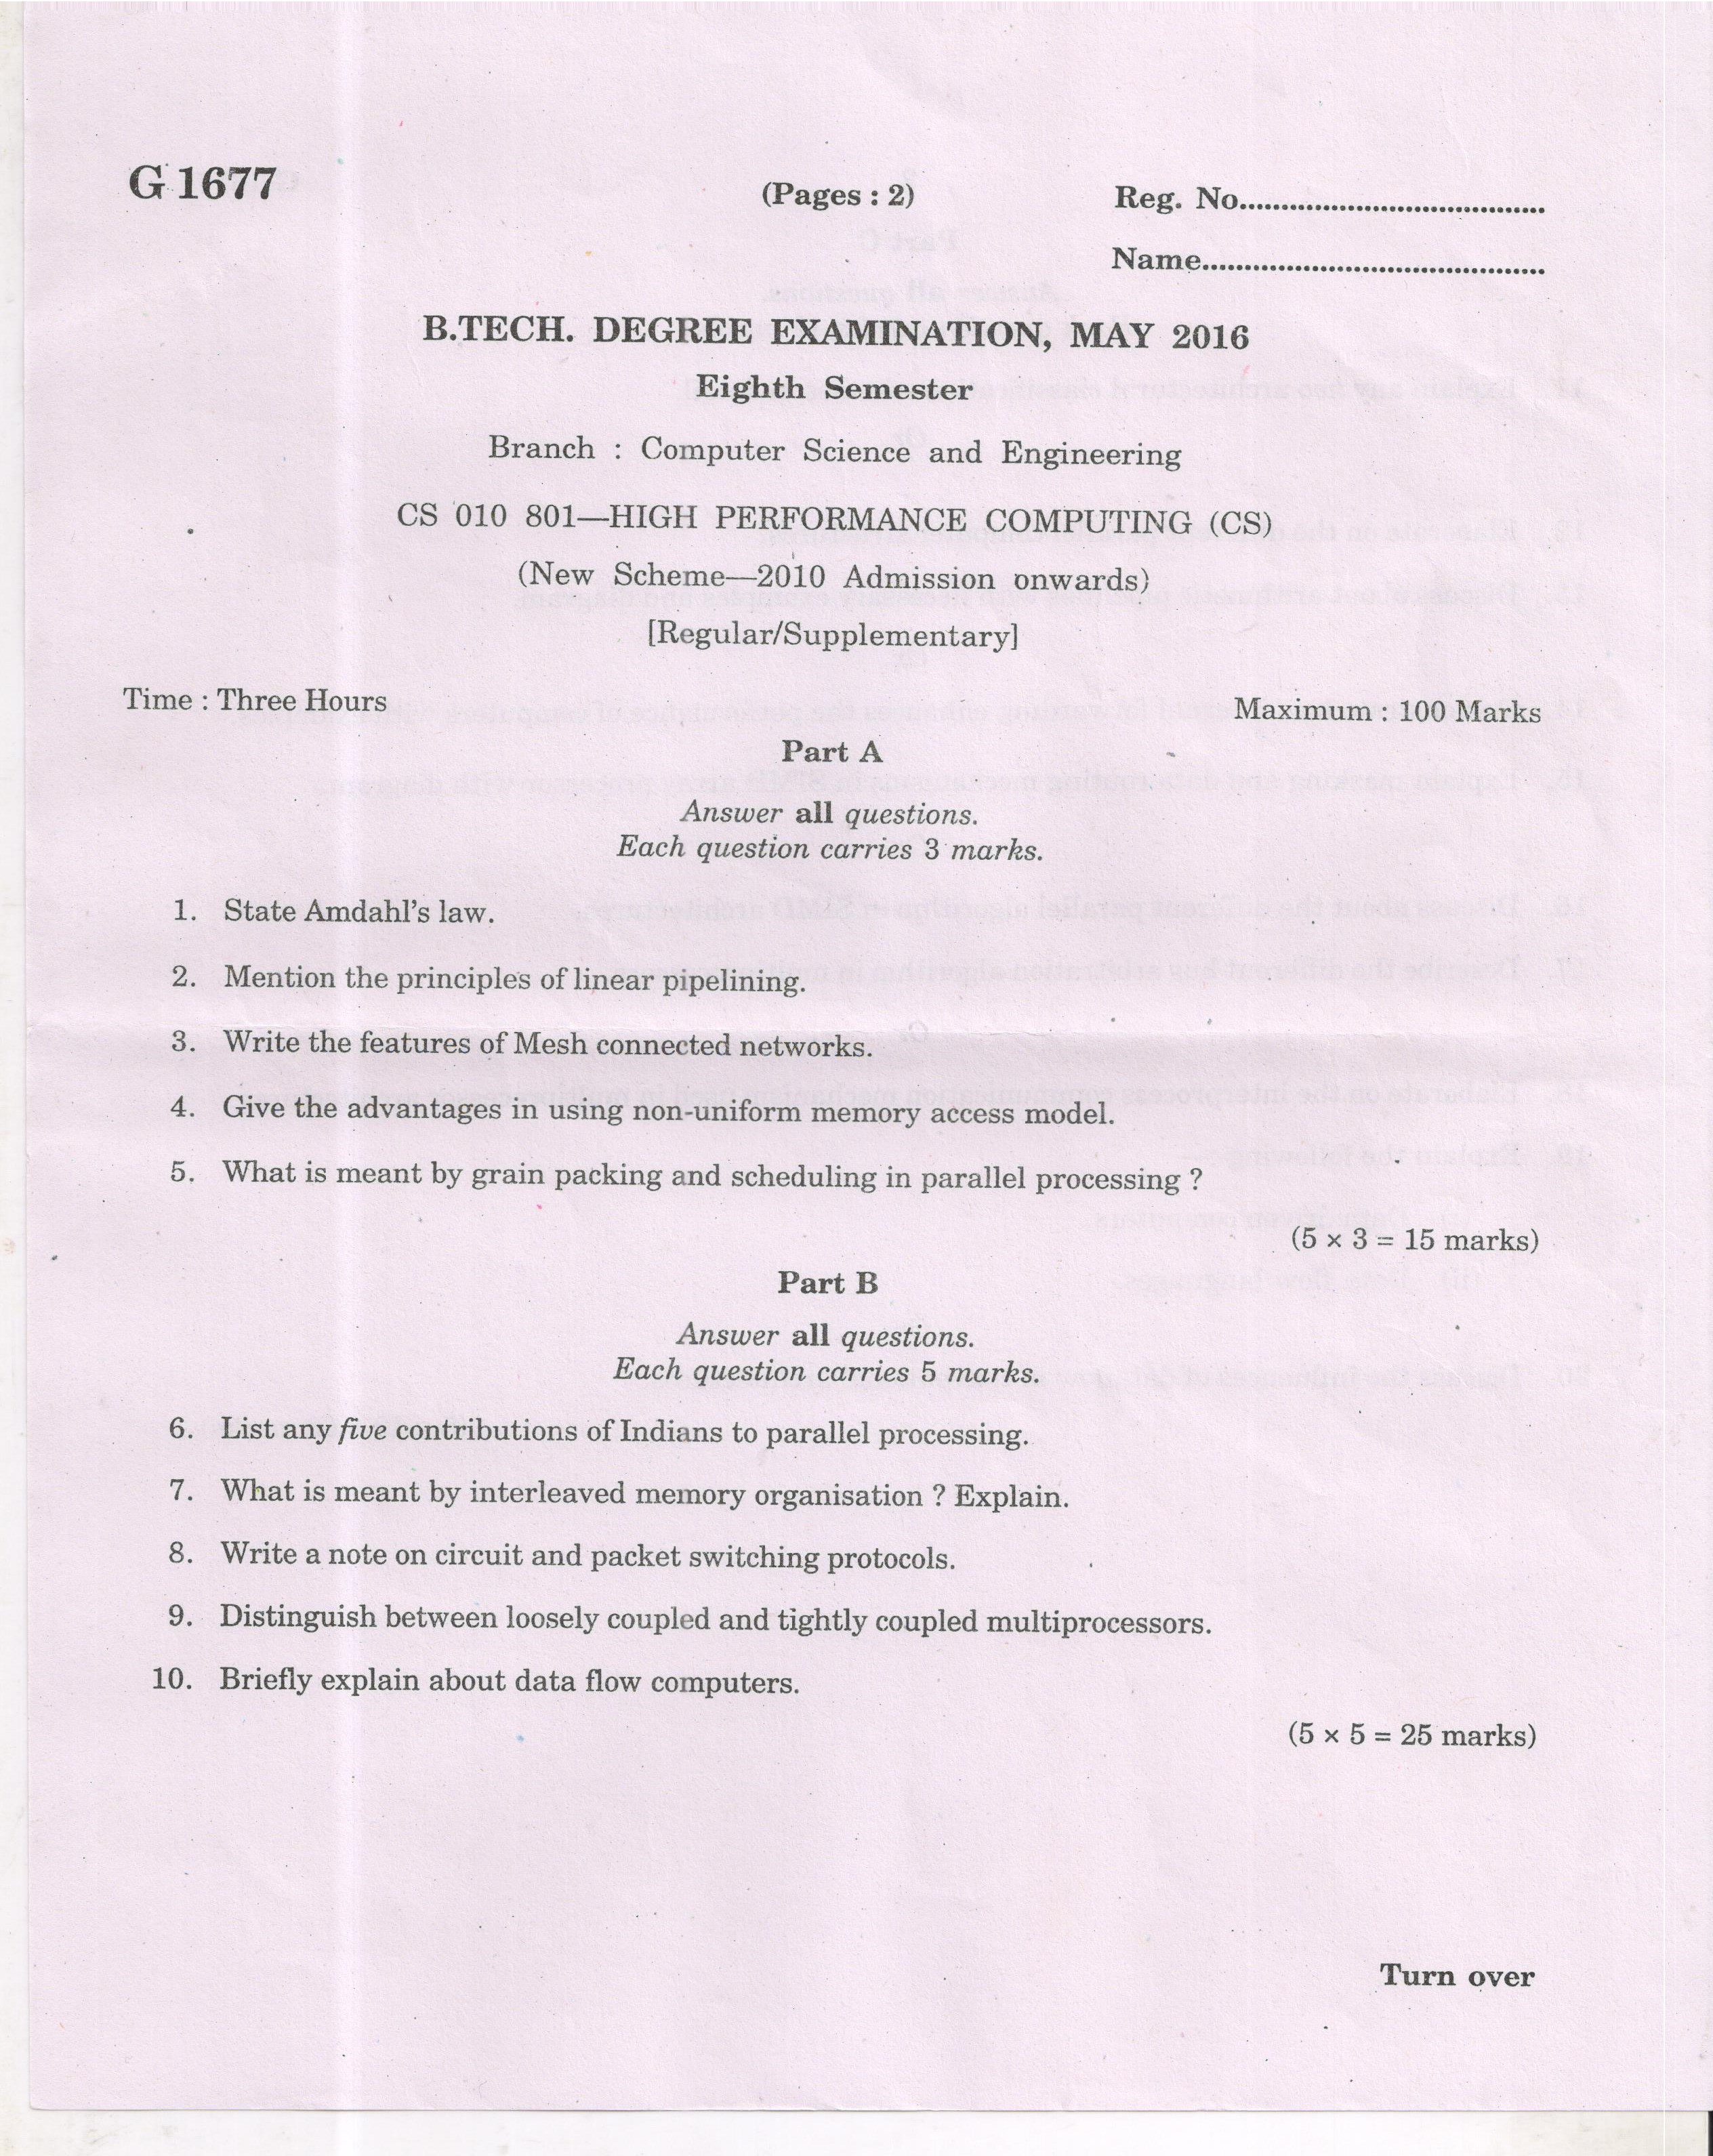 G 1677
(Pages : 2)
Reg. No.....................................
Name..........................................
B.TECH. DEGREE EXAMINATION, MAY 2016
Eighth Semester
Branch : Computer Science and Engineering
CS 010 801—HIGH PERFORMANCE COMPUTING (CS)
(New Scheme—2010 Admission onwards)
[Regular/Supplementary]
Time : Three Hours
Maximum : 100 Marks
Part A
Answer all questions.
Each question carries 3 marks.
1. State Amdahl's law.
2. Mention the principles of linear pipelining.
3. Write the features of Mesh connected networks.
4. Give the advantages in using non-uniform memory access model.
5. What is meant by grain packing and scheduling in parallel processing ?
(5 × 3 = 15 marks)
Part B
Answer all questions.
Each question carries 5 marks.
6. List any five contributions of Indians to parallel processing.
7. What is meant by interleaved memory organisation ? Explain.
8. Write a note on circuit and packet switching protocols.
9. Distinguish between loosely coupled and tightly coupled multiprocessors.
10. Briefly explain about data flow computers.
(5 × 5 = 25 marks)
Turn over